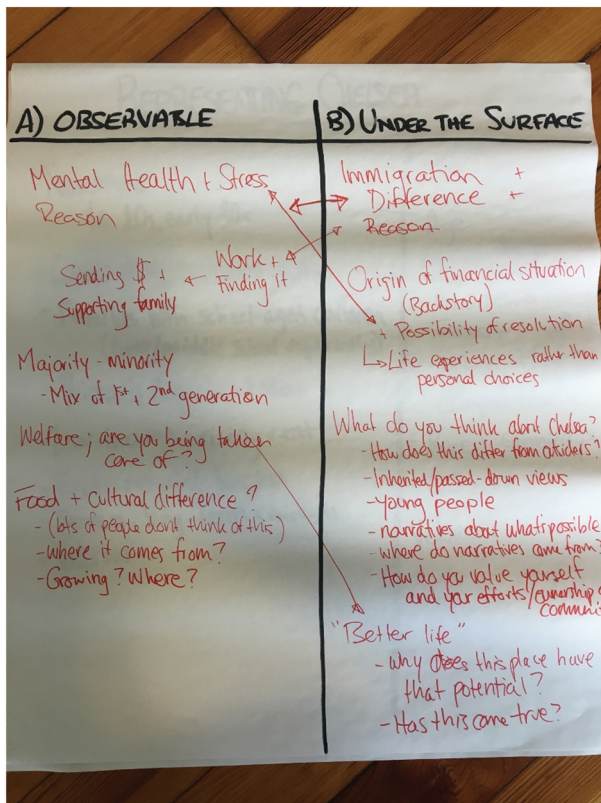 A) OBSERVABLE
Mental Health + Stress
Reason
Work +
Finding it
Sending $ +
Supporting family
Majority - minority
- Mix of 1st + 2nd generation
Welfare; are you being taken
care of?
Food + cultural difference?
- (lots of people don't think of this)
- where it comes from?
- Growing? Where?
B) UNDER THE SURFACE
Immigration +
Difference
Reason
Origin of financial situation
(Backstory)
+ Possibility of resolution
Life experiences rather than
personal choices
What do you think about Chelsea?
- How does this differ from outsiders?
- Inherited/passed-down views
- young people
- narratives about what's possible
- where do narratives come from?
- How do you value yourself
and your efforts/ownership
"Better life"
- why does this place have
that potential?
- Has this come true?